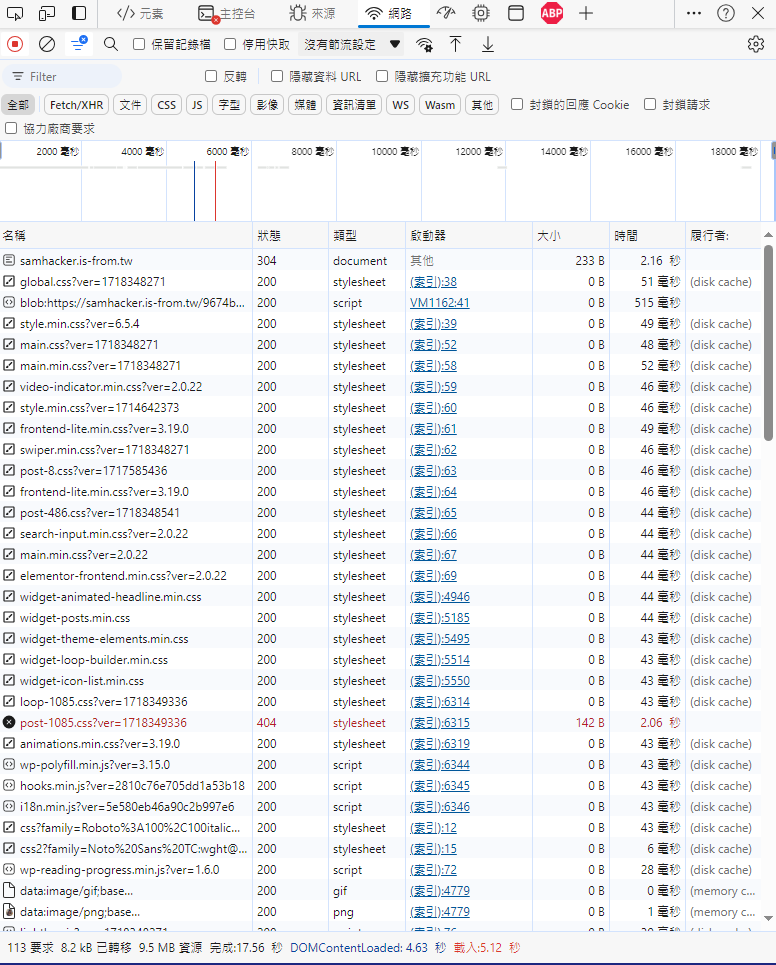 元素 主控台 來源 網路 ABP
保留記錄檔 停用快取 沒有節流設定
Filter 反轉 隱藏資料 URL 隱藏擴充功能 URL
全部 Fetch/XHR 文件 CSS JS 字型 影像 媒體 資訊清單 WS Wasm 其他 封鎖的回應 Cookie 封鎖請求
協力廠商要求
2000 毫秒 4000 毫秒 6000 毫秒 8000 毫秒 10000 毫秒 12000 毫秒 14000 毫秒 16000 毫秒 18000 毫秒
名稱 狀態 類型 啟動器 大小 時間 履行者:
samhacker.is-from.tw 304 document 其他 233 B 2.16 秒
global.css?ver=1718348271 200 stylesheet (索引):38 0 B 51 毫秒 (disk cache)
blob:https://samhacker.is-from.tw/9674b... 200 script VM1162:41 0 B 515 毫秒
style.min.css?ver=6.5.4 200 stylesheet (索引):39 0 B 49 毫秒 (disk cache)
main.css?ver=1718348271 200 stylesheet (索引):52 0 B 48 毫秒 (disk cache)
main.min.css?ver=1718348271 200 stylesheet (索引):58 0 B 52 毫秒 (disk cache)
video-indicator.min.css?ver=2.0.22 200 stylesheet (索引):59 0 B 46 毫秒 (disk cache)
style.min.css?ver=1714642373 200 stylesheet (索引):60 0 B 46 毫秒 (disk cache)
frontend-lite.min.css?ver=3.19.0 200 stylesheet (索引):61 0 B 49 毫秒 (disk cache)
swiper.min.css?ver=1718348271 200 stylesheet (索引):62 0 B 46 毫秒 (disk cache)
post-8.css?ver=1717585436 200 stylesheet (索引):63 0 B 46 毫秒 (disk cache)
frontend-lite.min.css?ver=3.19.0 200 stylesheet (索引):64 0 B 46 毫秒 (disk cache)
post-486.css?ver=1718348541 200 stylesheet (索引):65 0 B 44 毫秒 (disk cache)
search-input.min.css?ver=2.0.22 200 stylesheet (索引):66 0 B 44 毫秒 (disk cache)
main.min.css?ver=2.0.22 200 stylesheet (索引):67 0 B 44 毫秒 (disk cache)
elementor-frontend.min.css?ver=2.0.22 200 stylesheet (索引):69 0 B 44 毫秒 (disk cache)
widget-animated-headline.min.css 200 stylesheet (索引):4946 0 B 44 毫秒 (disk cache)
widget-posts.min.css 200 stylesheet (索引):5185 0 B 44 毫秒 (disk cache)
widget-theme-elements.min.css 200 stylesheet (索引):5495 0 B 43 毫秒 (disk cache)
widget-loop-builder.min.css 200 stylesheet (索引):5514 0 B 43 毫秒 (disk cache)
widget-icon-list.min.css 200 stylesheet (索引):5550 0 B 43 毫秒 (disk cache)
loop-1085.css?ver=1718349336 200 stylesheet (索引):6314 0 B 43 毫秒 (disk cache)
post-1085.css?ver=1718349336 404 stylesheet (索引):6315 142 B 2.06 秒
animations.min.css?ver=3.19.0 200 stylesheet (索引):6319 0 B 43 毫秒 (disk cache)
wp-polyfill.min.js?ver=3.15.0 200 script (索引):6344 0 B 43 毫秒 (disk cache)
hooks.min.js?ver=2810c76e705dd1a53b18 200 script (索引):6345 0 B 43 毫秒 (disk cache)
i18n.min.js?ver=5e580eb46a90c2b997e6 200 script (索引):6346 0 B 43 毫秒 (disk cache)
css?family=Roboto%3A100%2C100italic... 200 stylesheet (索引):12 0 B 43 毫秒 (disk cache)
css2?family=Noto%20Sans%20TC:wght@... 200 stylesheet (索引):15 0 B 6 毫秒 (disk cache)
wp-reading-progress.min.js?ver=1.6.0 200 script (索引):72 0 B 28 毫秒 (disk cache)
data:image/gif;base... 200 gif (索引):4779 0 B 0 毫秒 (memory c...
data:image/png;base... 200 png (索引):4779 0 B 1 毫秒 (memory c...
113 要求 8.2 kB 已轉移 9.5 MB 資源 完成:17.56 秒 DOMContentLoaded: 4.63 秒 載入:5.12 秒